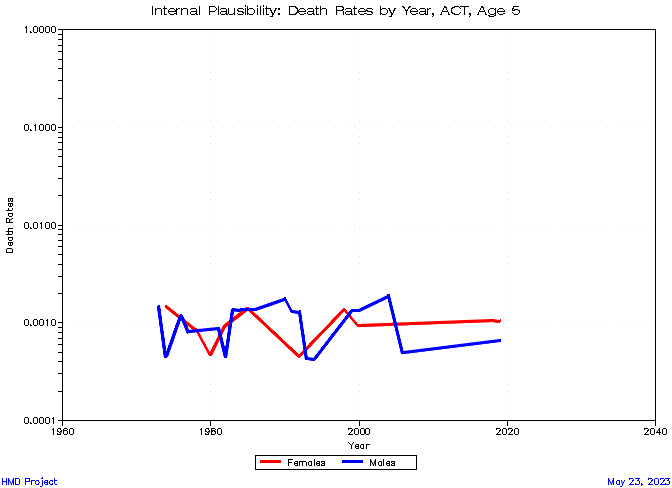 Internal Plausibility: Death Rates by Year, ACT, Age 5
1.0000
0.1000
0.0100
0.0010
0.0001
Death Rates
1960 1980 2000 2020 2040
Year
Females Males
HMD Project
May 23, 2023